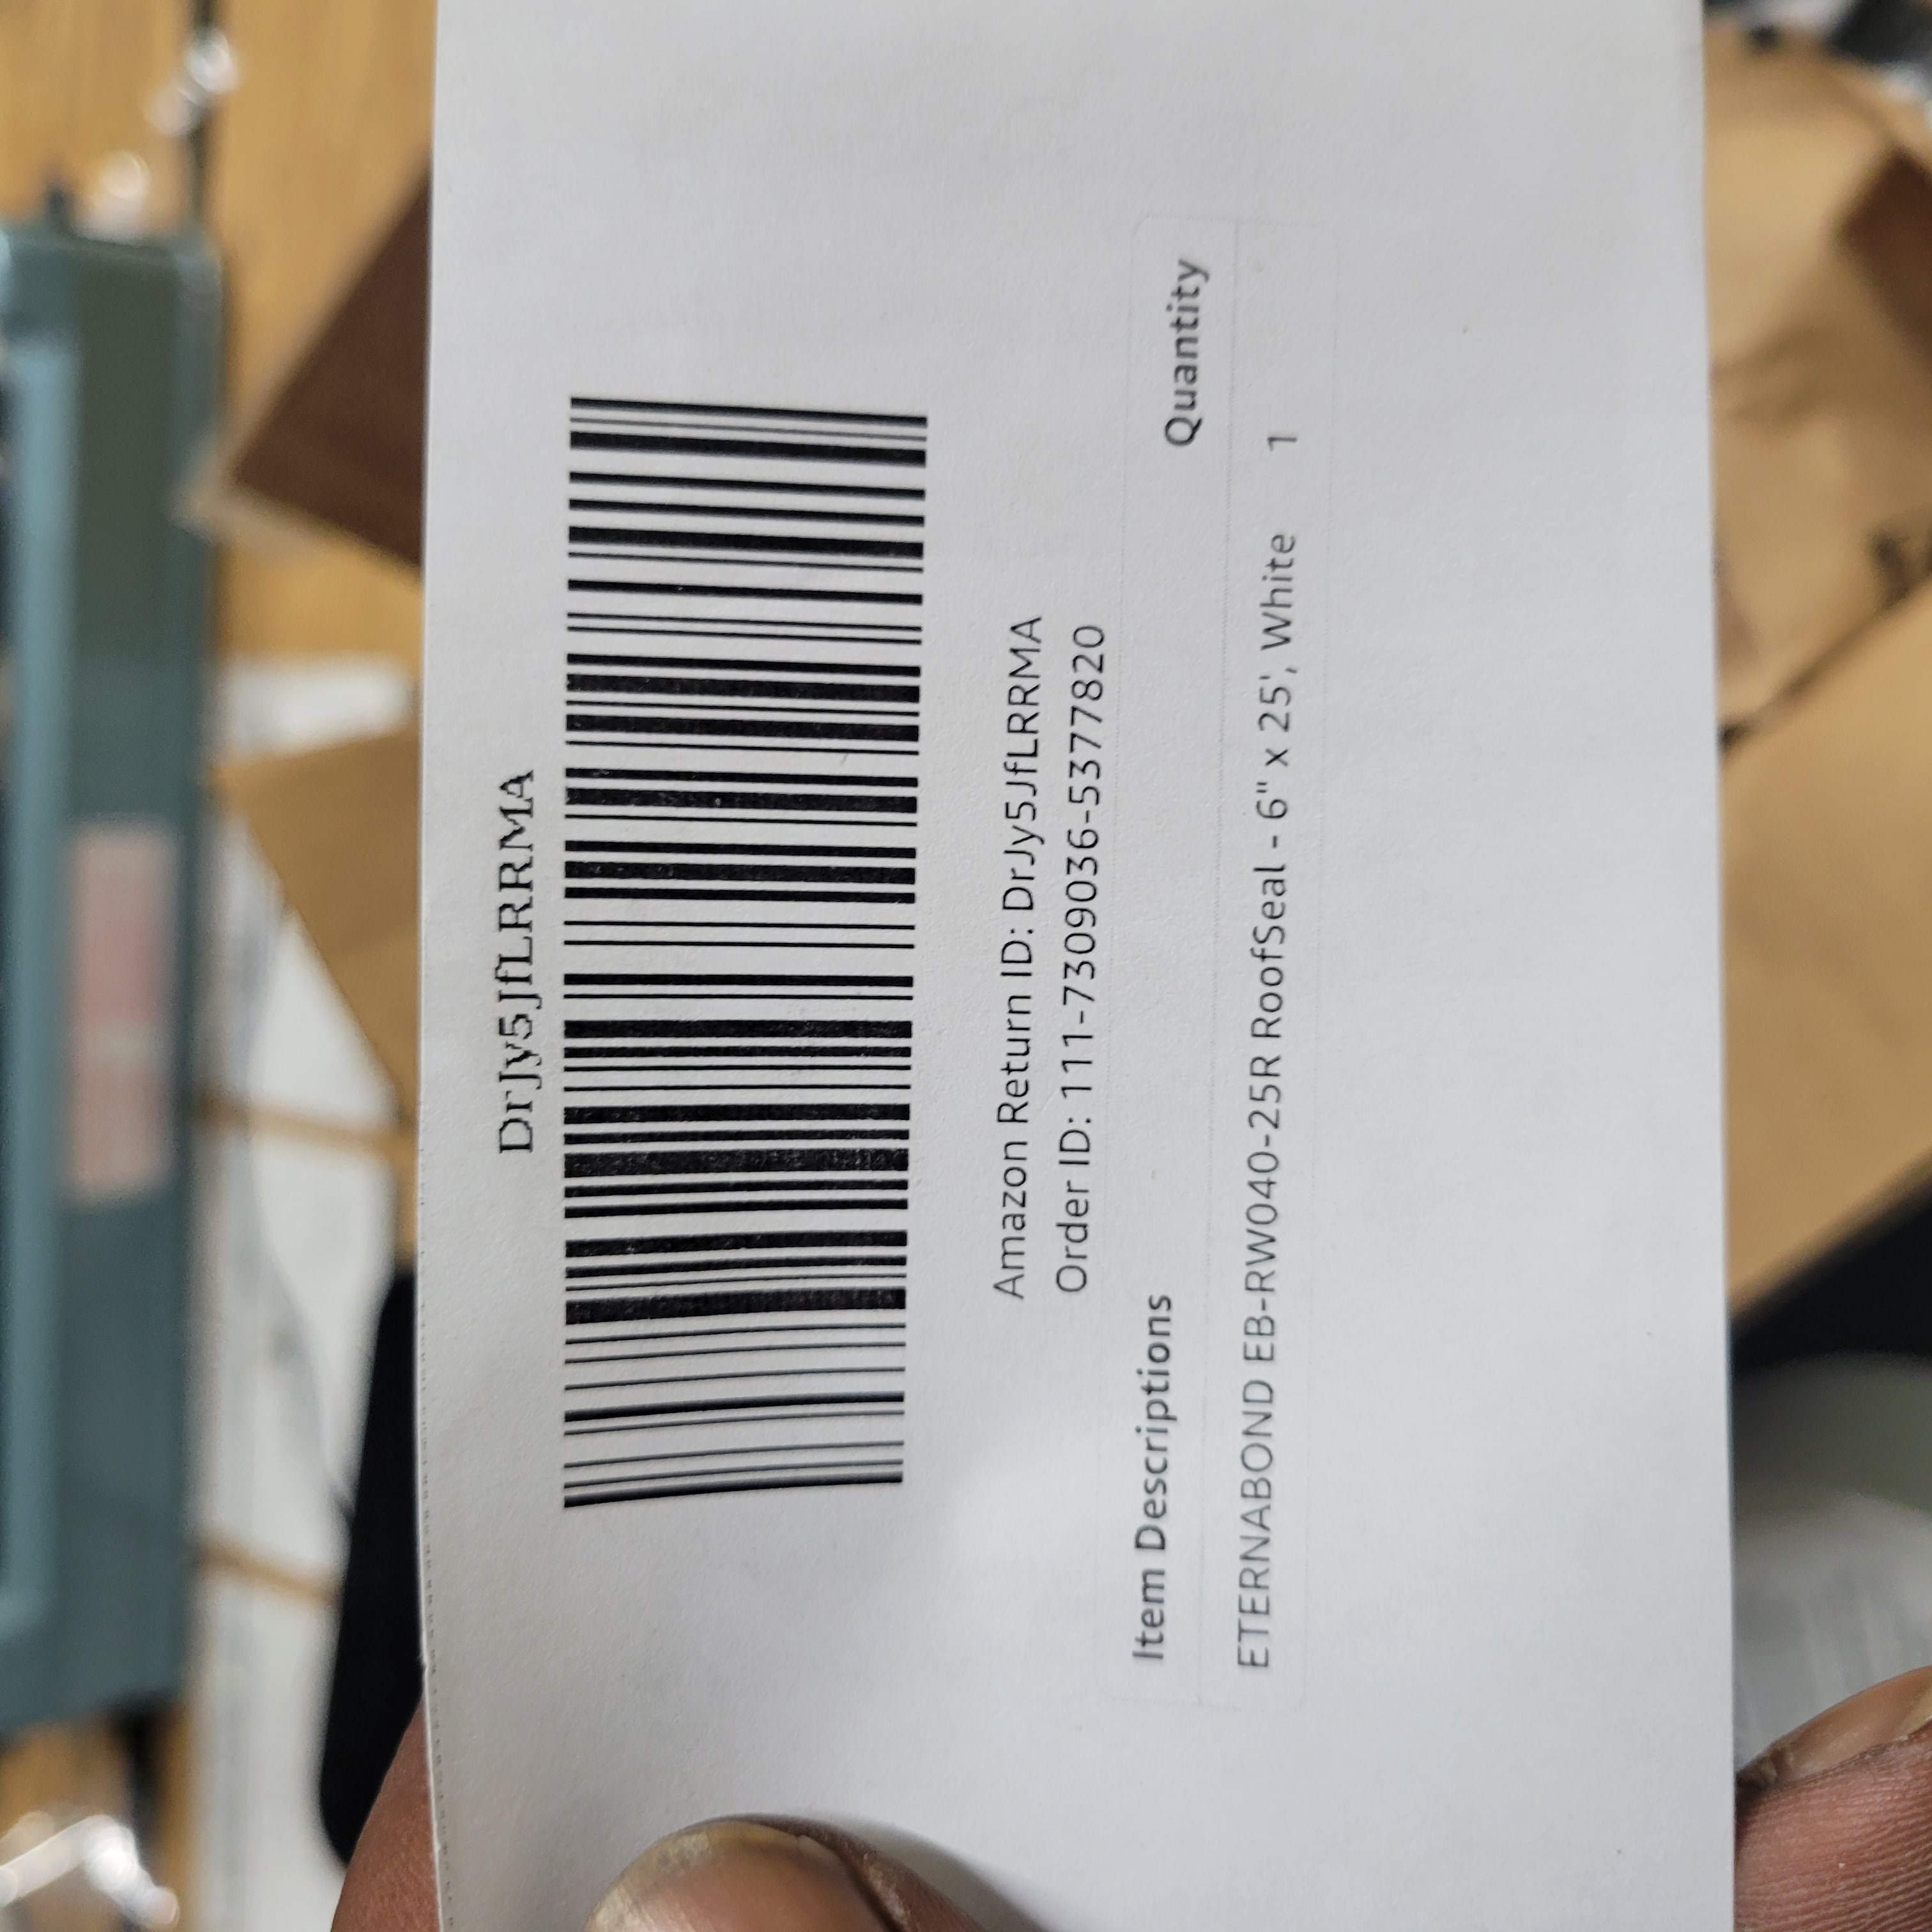 DrJy5JfLRRMA
Amazon Return ID: DrJy5JfLRRMA
Order ID: 111-7309036-5377820
Item Descriptions Quantity
ETERNABOND EB-RW040-25R RoofSeal - 6" x 25', White 1